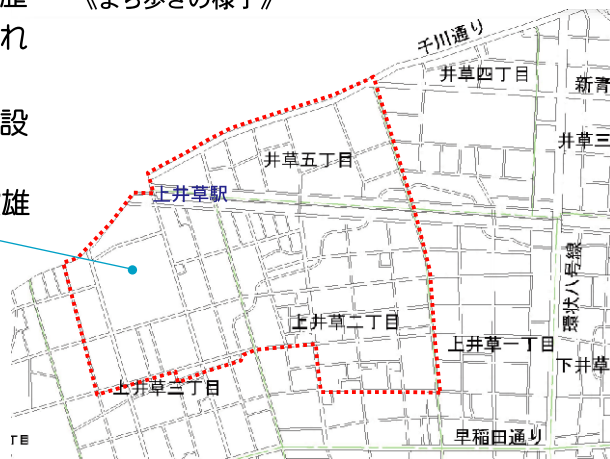 歴
《まち歩きの様子》
れ
設
雄
千川通り
井草四丁目
新青
井草三
井草五丁目
上井草駅
環状八号線
上井草二丁目
上井草一丁目
下井草
上井草三丁目
早稲田通り
丁目